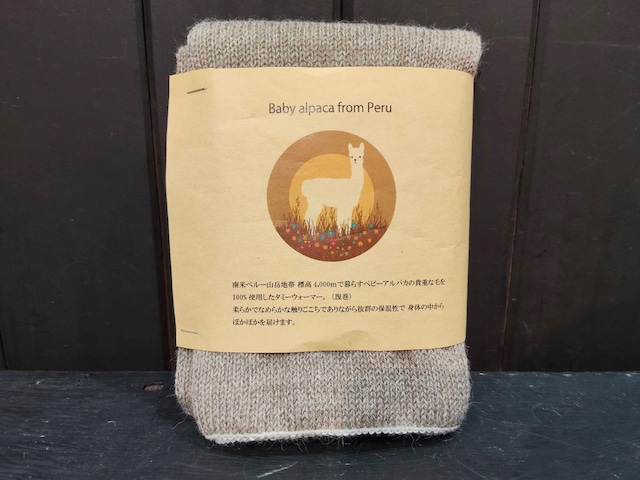 Baby alpaca from Peru
南米ペルー山岳地帯 標高 4,000mで暮らすベビーアルパカの貴重な毛を
100% 使用したタミーウォーマー。（腹巻）
柔らかでなめらかな触りごこちでありながら抜群の保温性で 身体の中から
ぽかぽかを届けます。